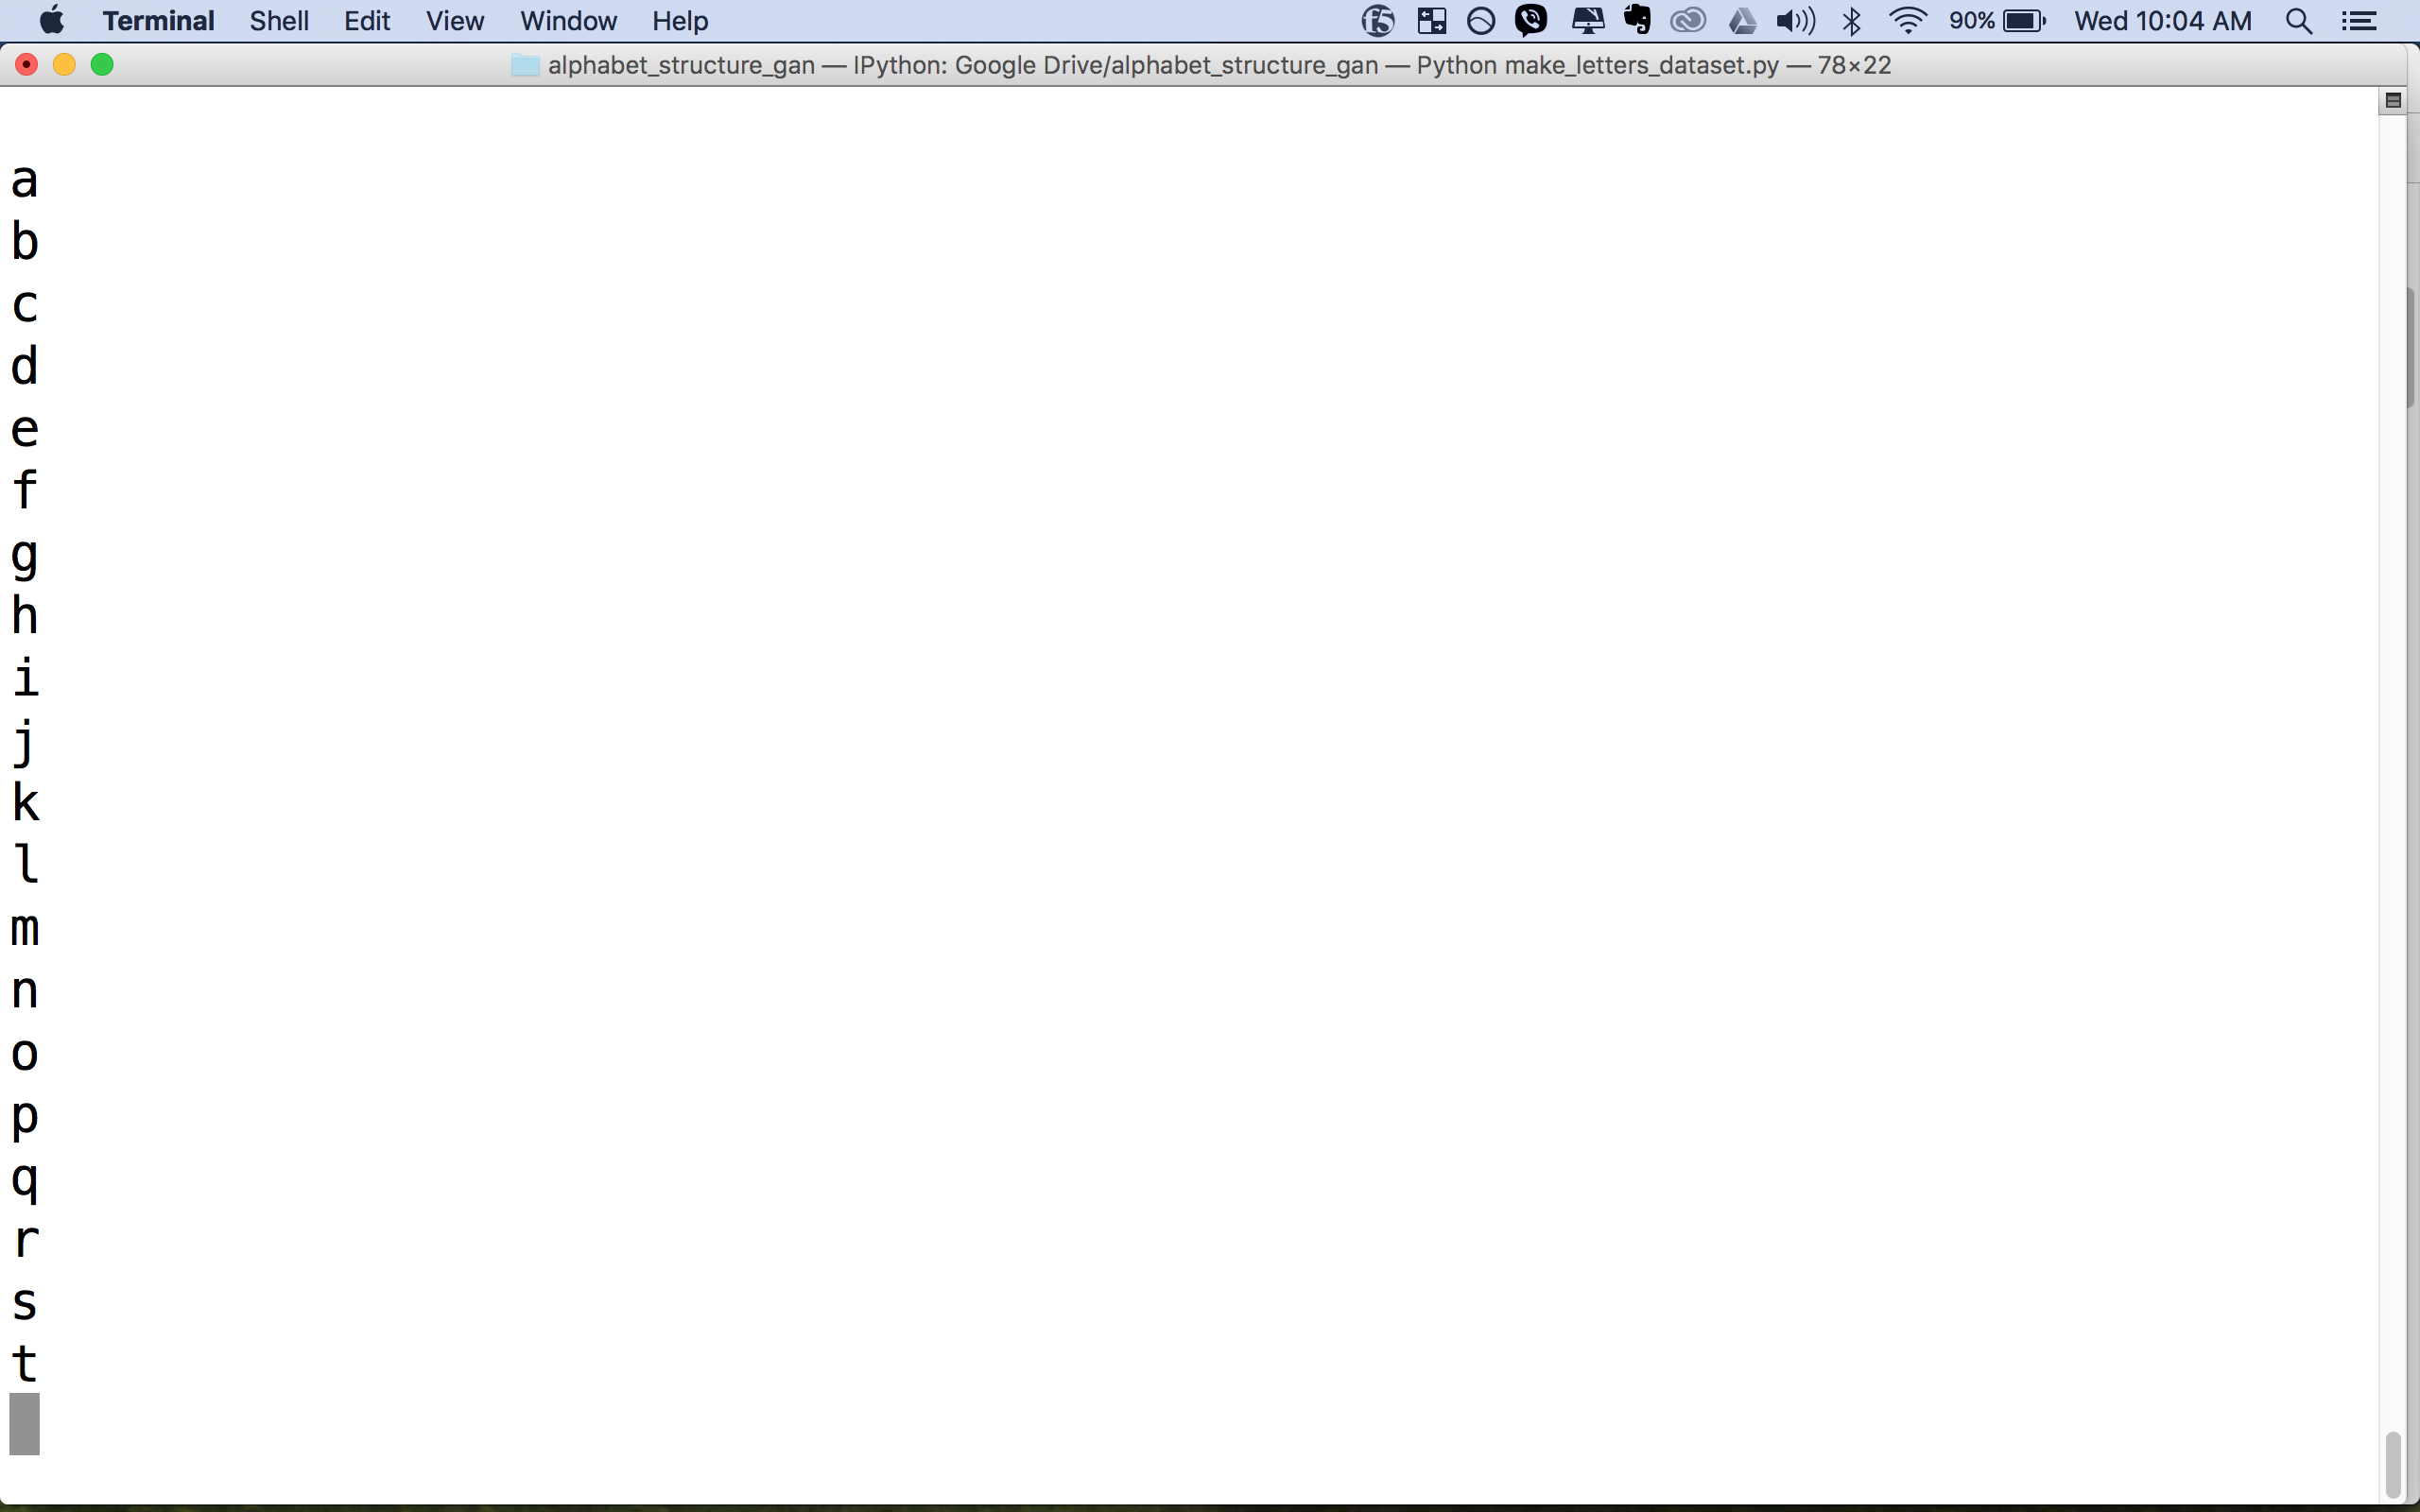 Terminal Shell Edit View Window Help f5 90% Wed 10:04 AM
alphabet_structure_gan — IPython: Google Drive/alphabet_structure_gan — Python make_letters_dataset.py — 78×22
a
b
c
d
e
f
g
h
i
j
k
l
m
n
o
p
q
r
s
t